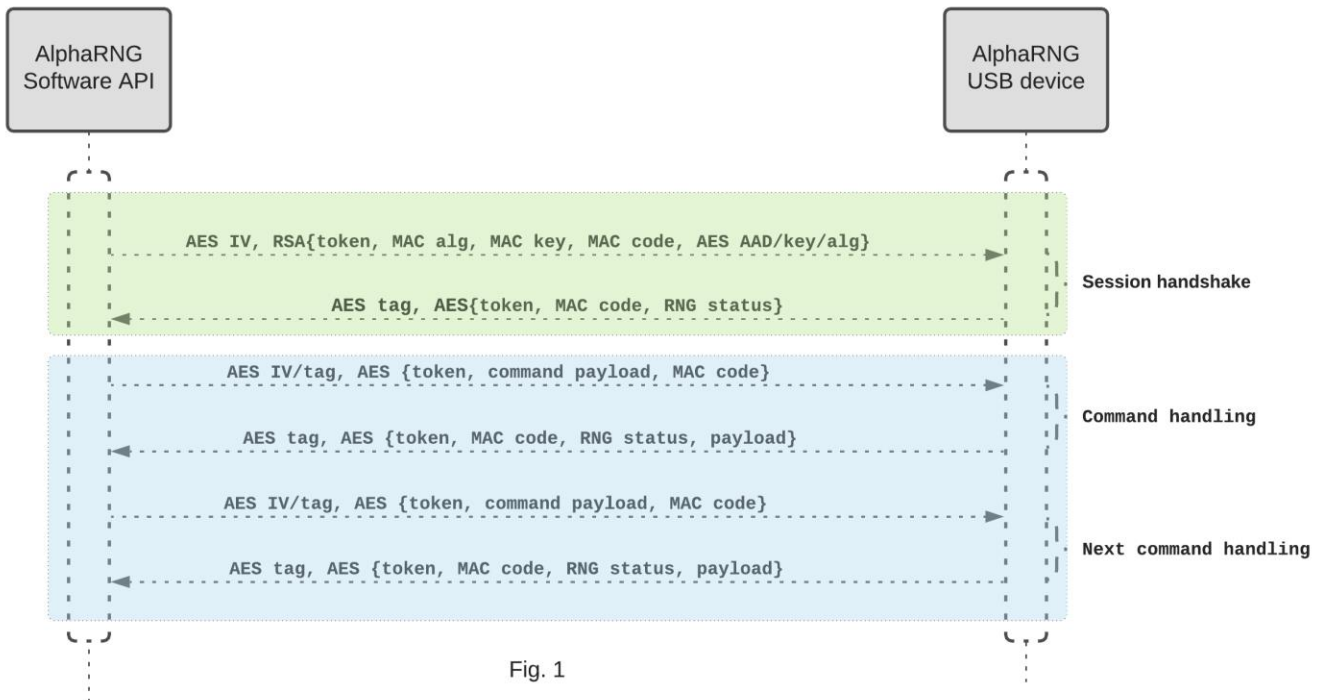 AlphaRNG
Software API
AlphaRNG
USB device
AES IV, RSA{token, MAC alg, MAC key, MAC code, AES AAD/key/alg}
Session handshake
AES tag, AES{token, MAC code, RNG status}
AES IV/tag, AES {token, command payload, MAC code}
Command handling
AES tag, AES {token, MAC code, RNG status, payload}
AES IV/tag, AES {token, command payload, MAC code}
Next command handling
AES tag, AES {token, MAC code, RNG status, payload}
Fig. 1